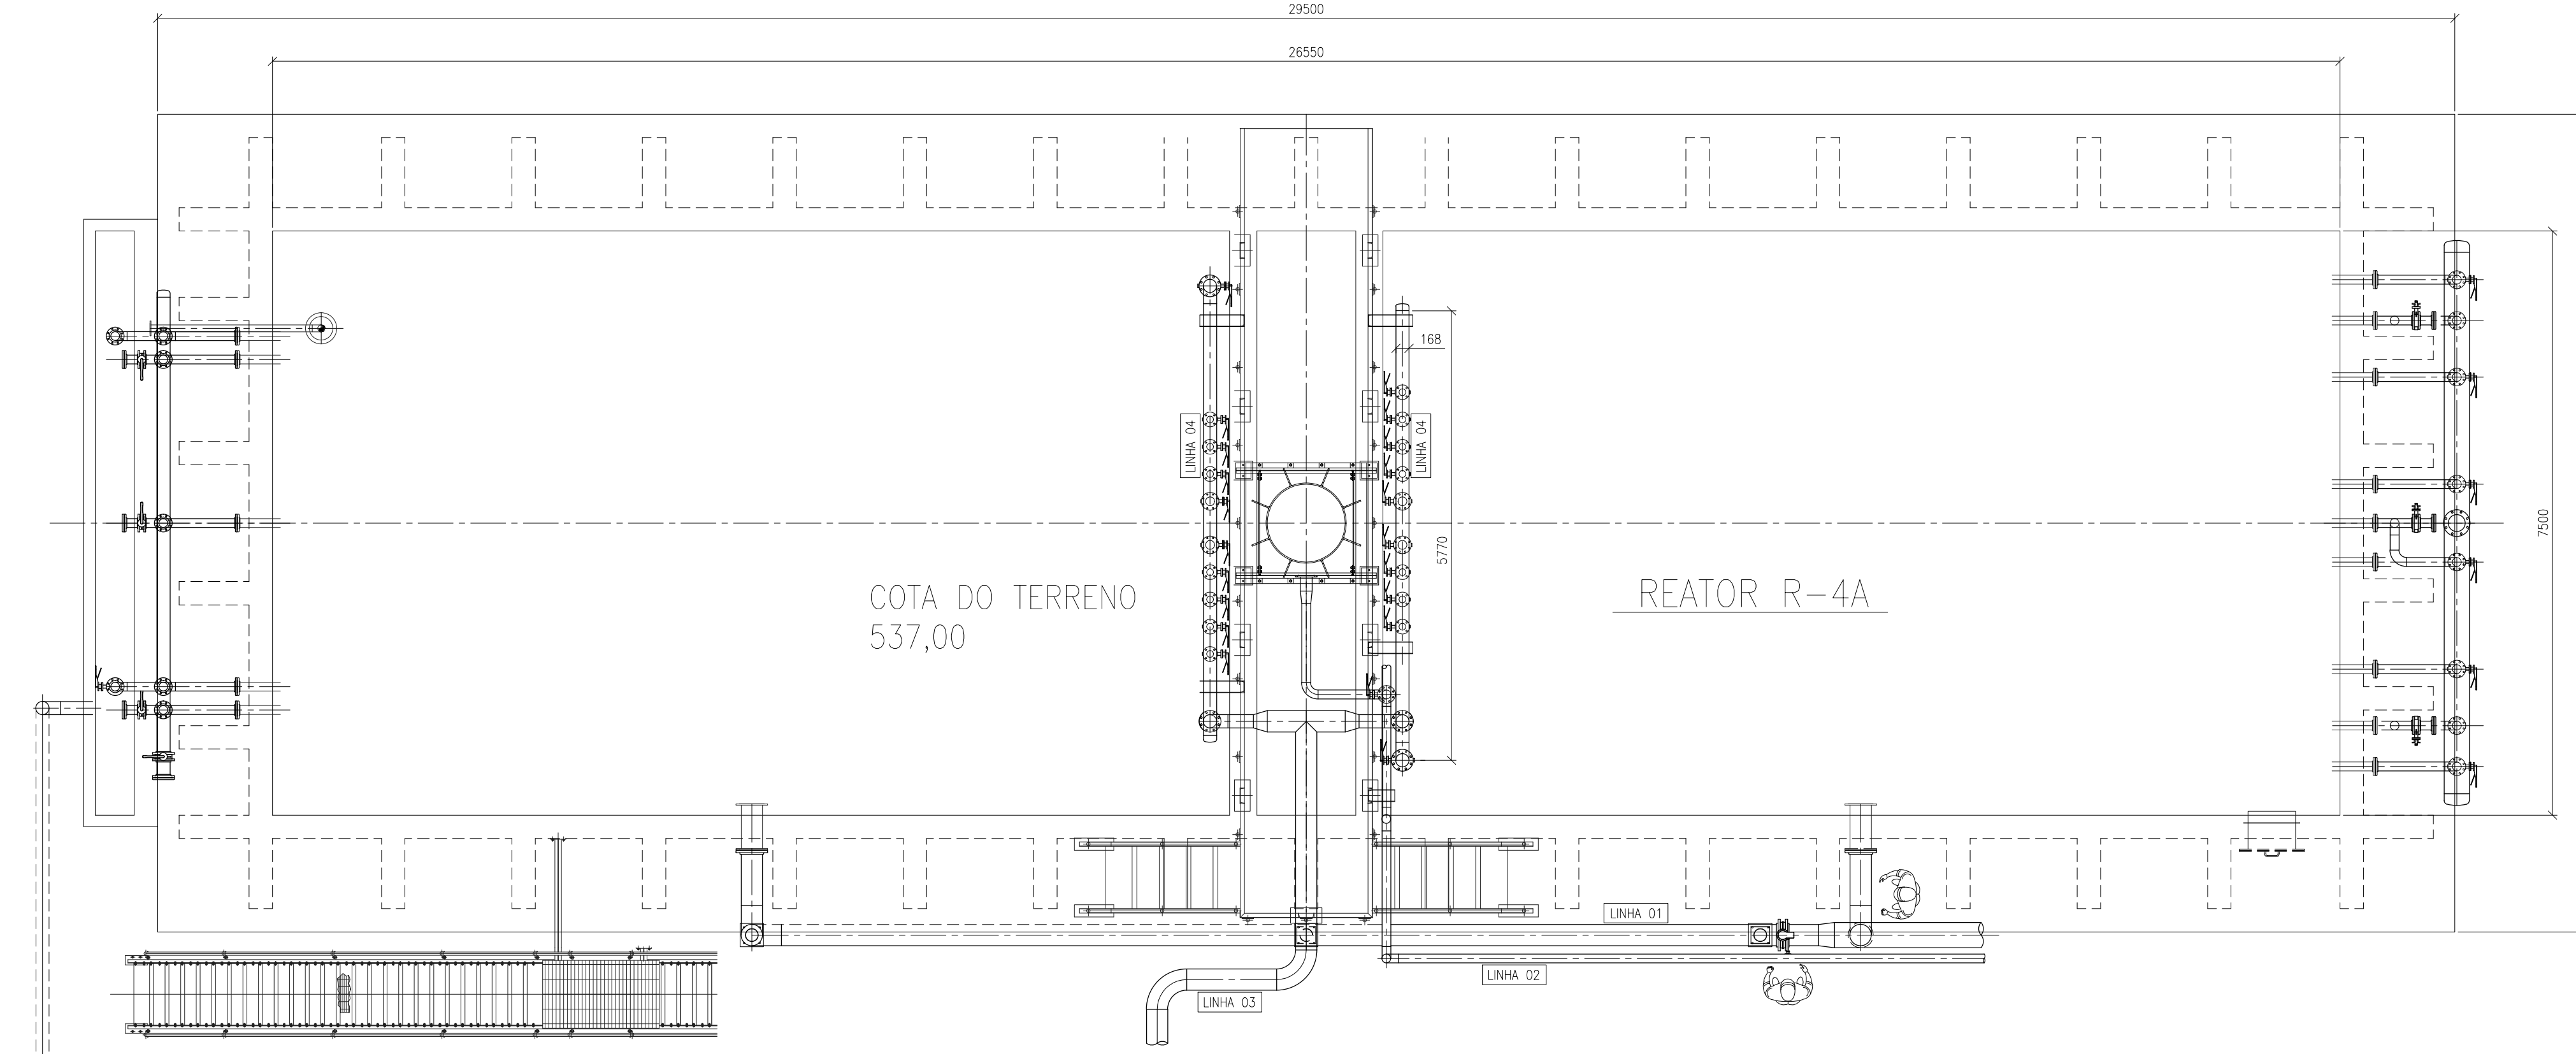 29500
26550
168
LINHA 04
LINHA 04
5770
7500
COTA DO TERRENO
537,00
REATOR R-4A
LINHA 01
LINHA 02
LINHA 03